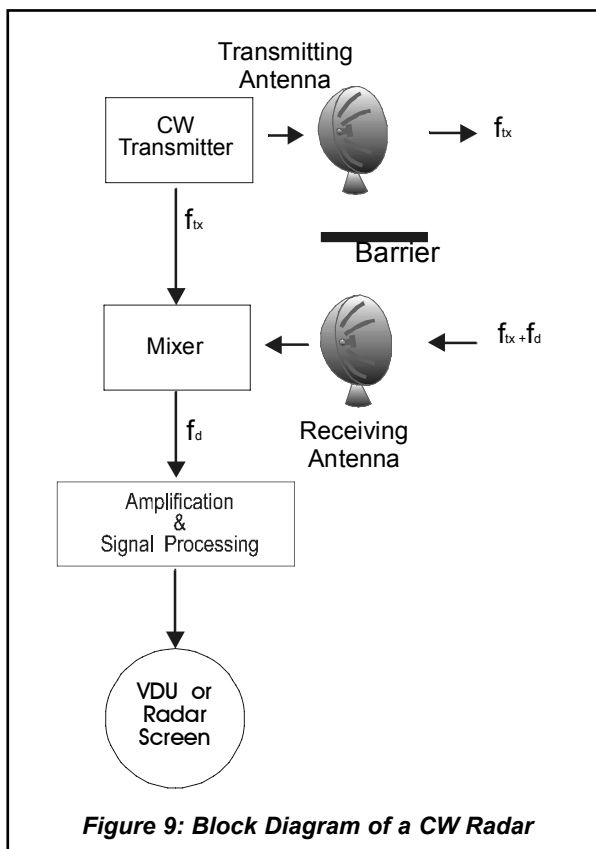 Transmitting
Antenna
CW
Transmitter
ftx
ftx
Barrier
Mixer
ftx +fd
fd
Receiving
Antenna
Amplification
&
Signal Processing
VDU or
Radar
Screen
Figure 9: Block Diagram of a CW Radar